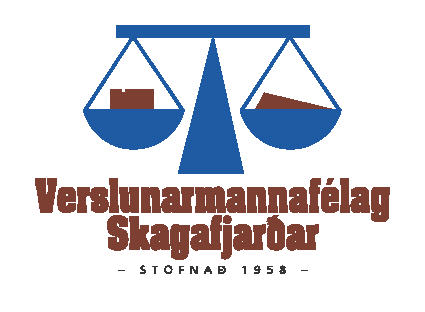 Verslunarmannafélag
Skagafjarðar
– STOFNAÐ 1958 –